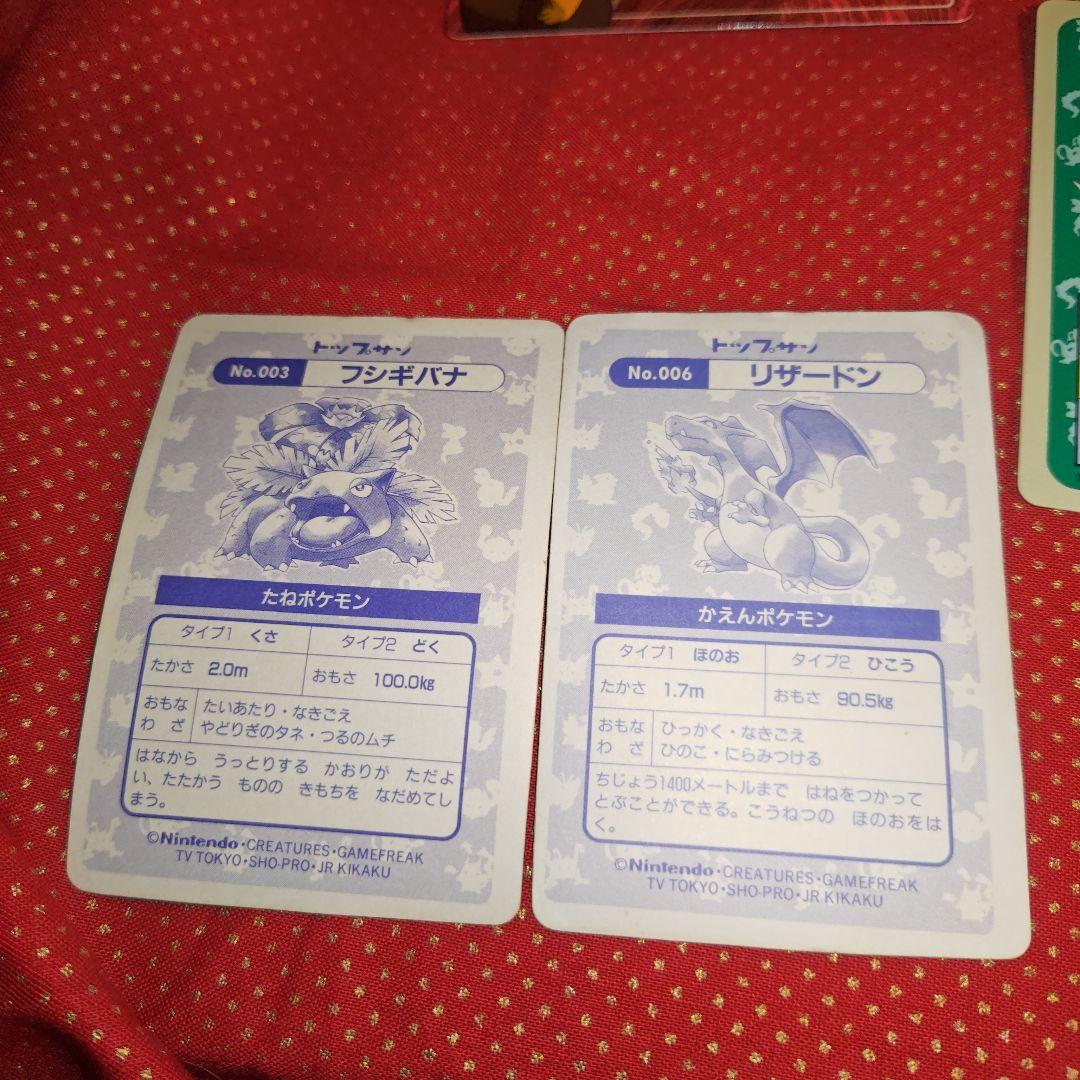 トップサン
No.003 フシギバナ
たねポケモン
タイプ1 くさ タイプ2 どく
たかさ 2.0m おもさ 100.0kg
おもな
わ ざ
たいあたり・なきごえ
やどりぎのタネ・つるのムチ
はなから うっとりする かおりが ただよ
い、たたかう ものの きもちを なだめてし
まう。
©Nintendo・CREATURES・GAMEFREAK
TV TOKYO・SHO-PRO・JR KIKAKU
トップサン
No.006 リザードン
かえんポケモン
タイプ1 ほのお タイプ2 ひこう
たかさ 1.7m おもさ 90.5kg
おもな
わ ざ
ひっかく・なきごえ
ひのこ・にらみつける
ちじょう1400メートルまで はねをつかって
とぶことができる。こうねつの ほのおをは
く。
©Nintendo・CREATURES・GAMEFREAK
TV TOKYO・SHO-PRO・JR KIKAKU